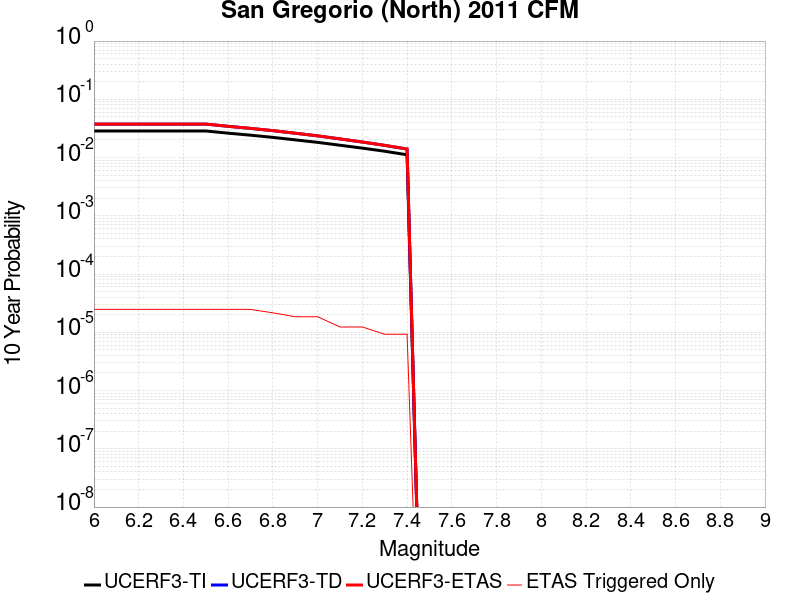 San Gregorio (North) 2011 CFM
10^0
10^-1
10^-2
10^-3
10^-4
10^-5
10^-6
10^-7
10^-8
10 Year Probability
6 6.2 6.4 6.6 6.8 7 7.2 7.4 7.6 7.8 8 8.2 8.4 8.6 8.8 9
Magnitude
UCERF3-TI UCERF3-TD UCERF3-ETAS ETAS Triggered Only